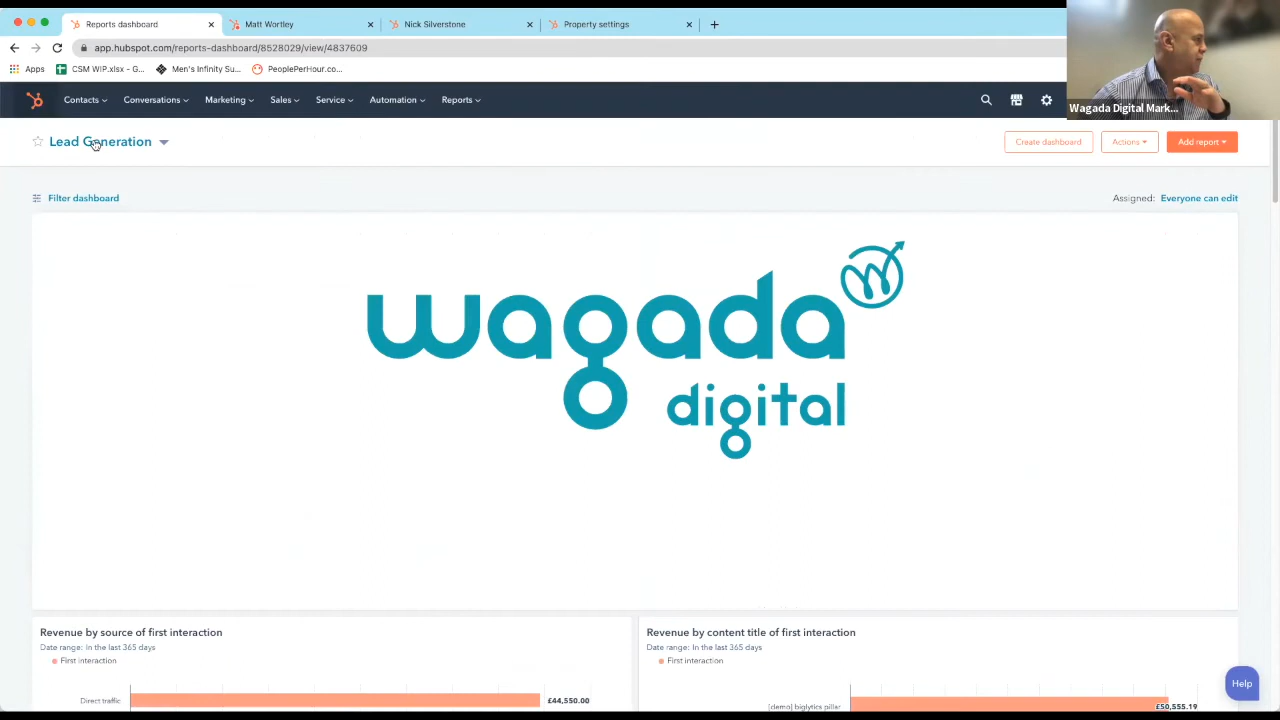 Reports dashboard
Matt Wortley
Nick Silverstone
Property settings
app.hubspot.com/reports-dashboard/8528029/view/4837609
Apps
CSM WIP.xlsx - G...
Men's Infinity Su...
PeoplePerHour.co...
Contacts
Conversations
Marketing
Sales
Service
Automation
Reports
Wagada Digital Mark...
Lead Generation
Create dashboard
Actions
Add report
Filter dashboard
Assigned: Everyone can edit
wagada
digital
Revenue by source of first interaction
Date range: In the last 365 days
First interaction
Direct traffic
£44,550.00
Revenue by content title of first interaction
Date range: In the last 365 days
First interaction
[demo] biglytics pillar
£50,555.19
Help